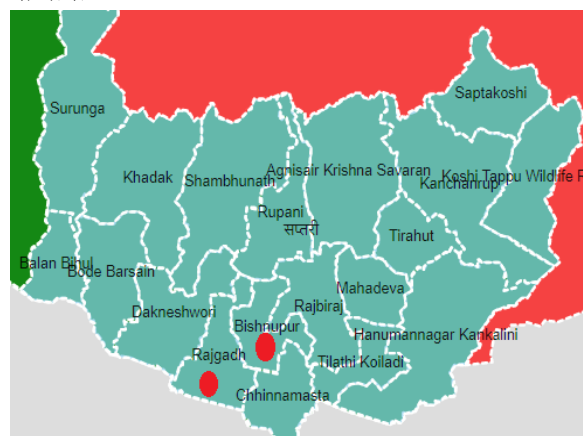 Saptakoshi
Surunga
Agnisair Krishna Savaran
Khadak
Shambhunath
Kanchanrup
Koshi Tappu Wildlife R
Rupani
सप्तरी
Tirahut
Balan Bihul
Bode Barsain
Mahadeva
Dakneshwori
Rajbiraj
Bishnupur
Hanumannagar Kankalini
Rajgadh
Tilathi Koiladi
Chhinnamasta